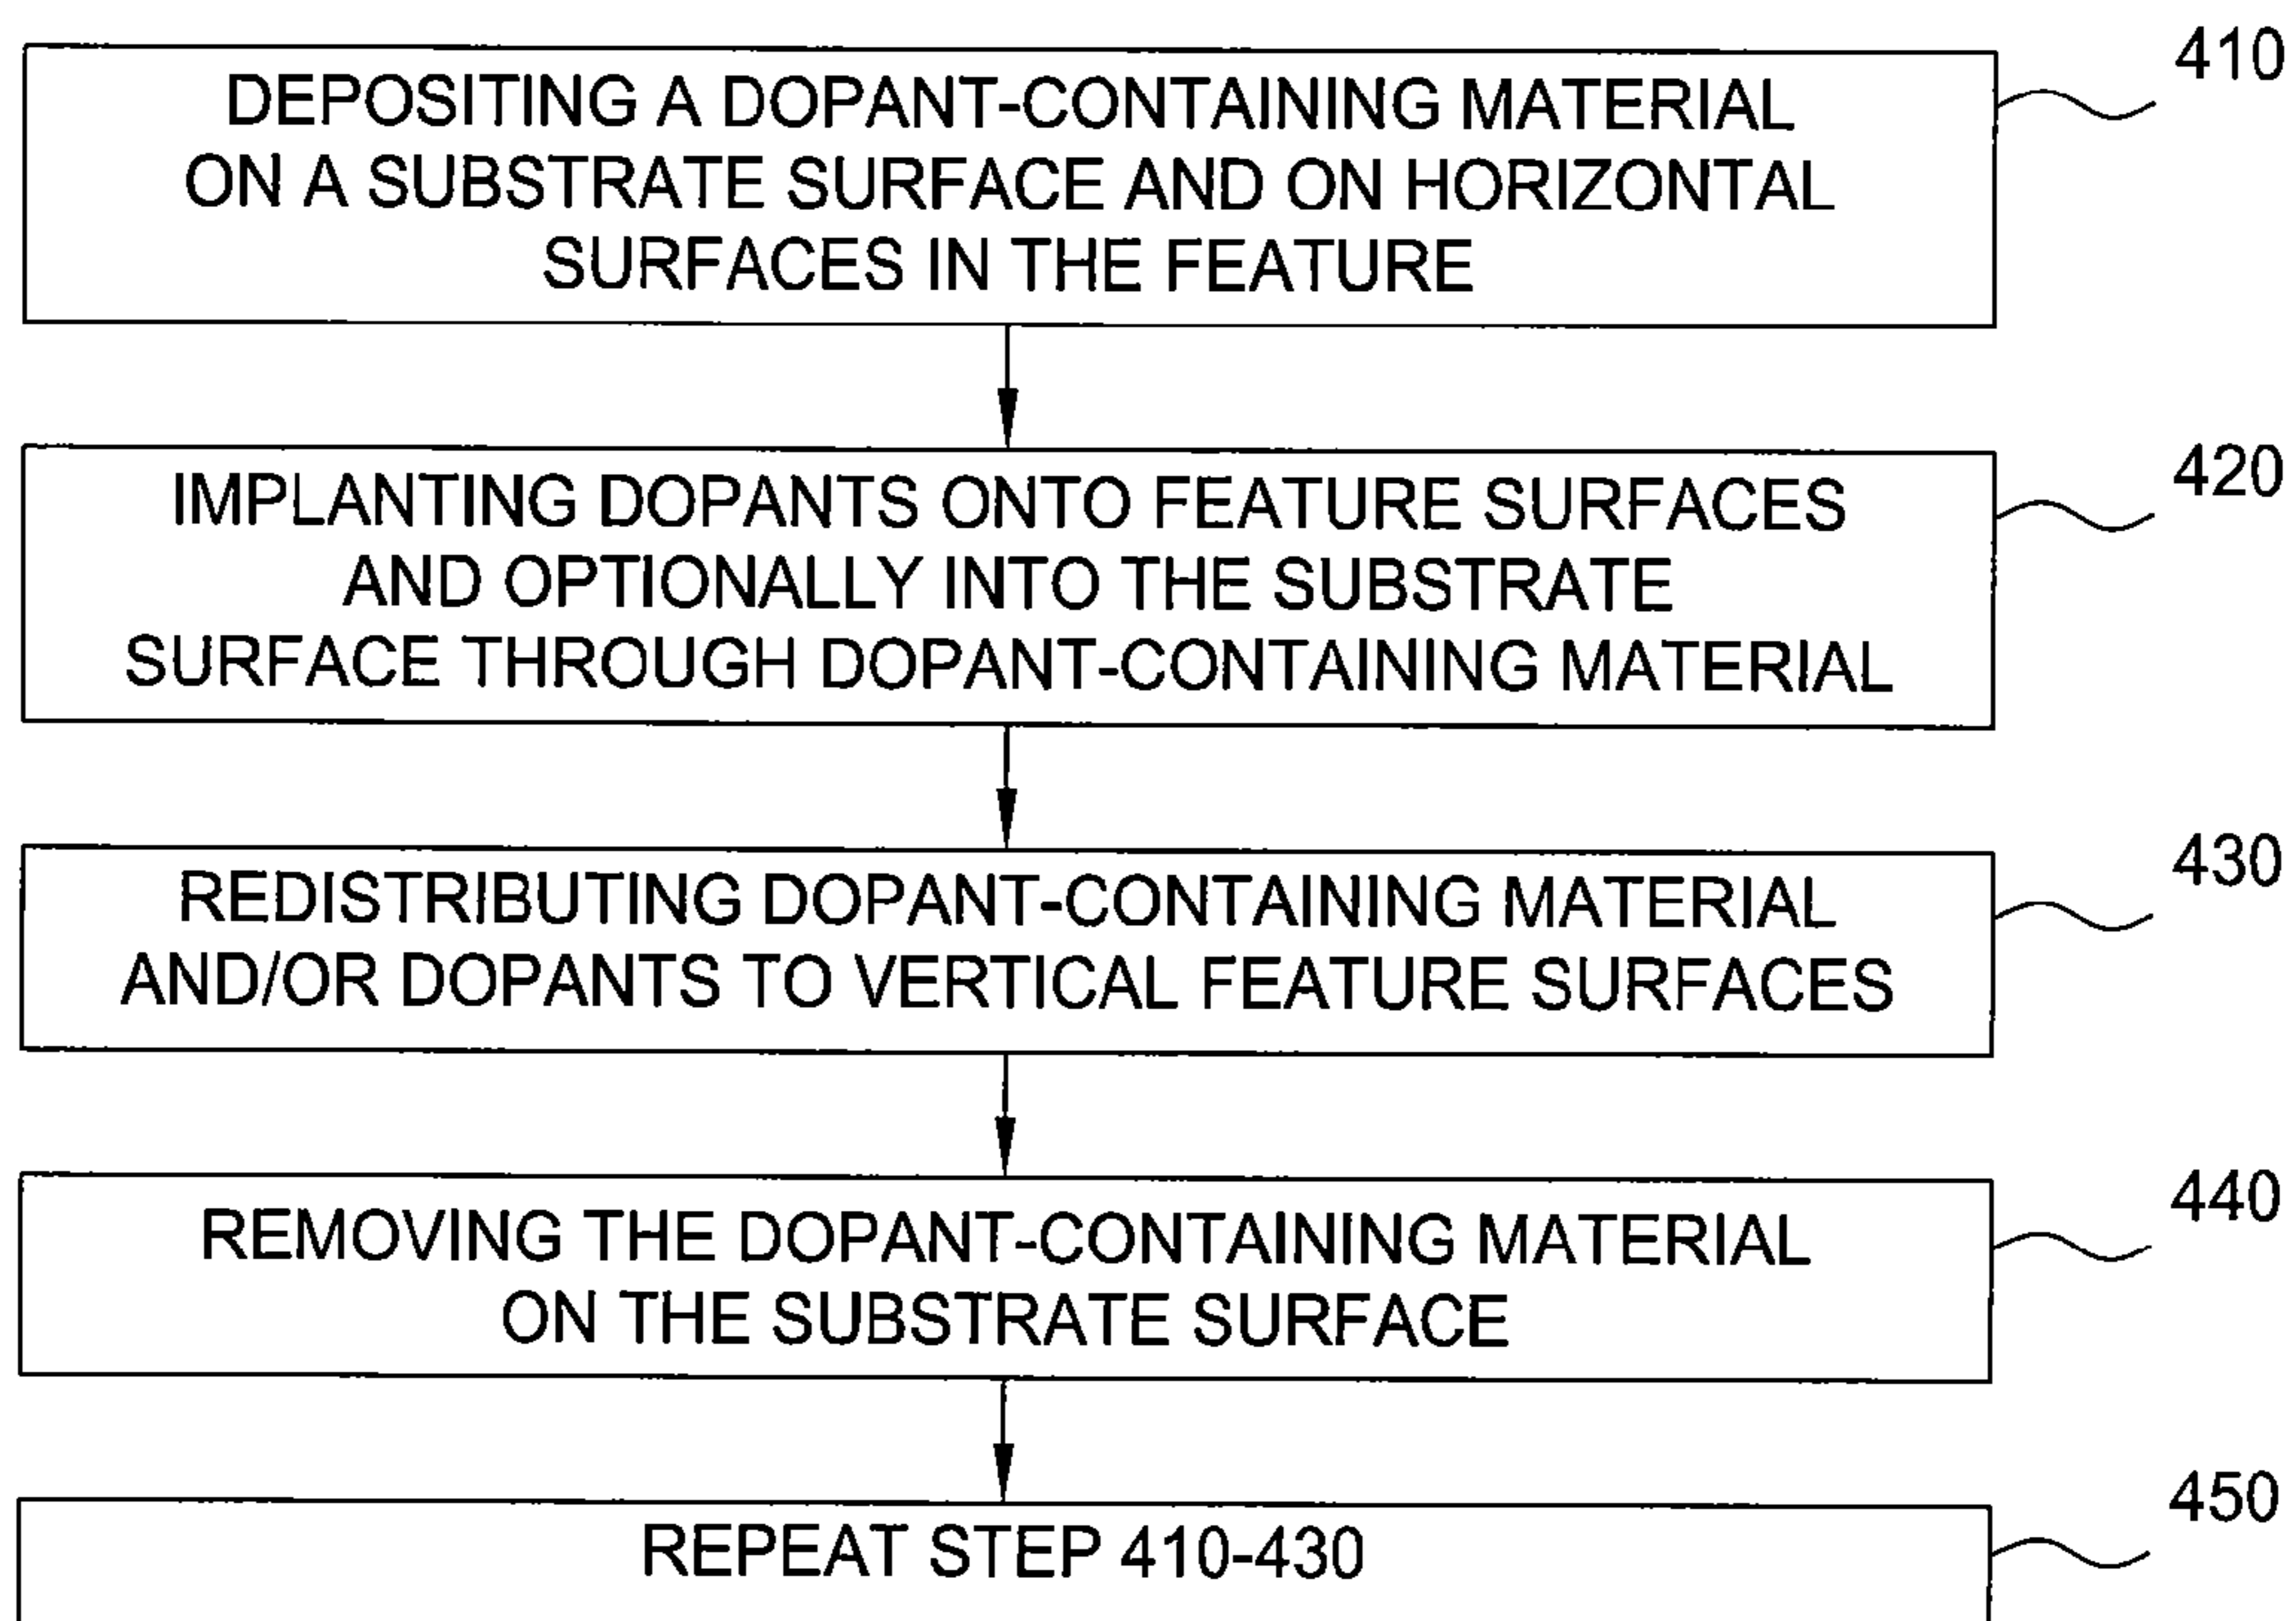 410
DEPOSITING A DOPANT-CONTAINING MATERIAL
ON A SUBSTRATE SURFACE AND ON HORIZONTAL
SURFACES IN THE FEATURE
420
IMPLANTING DOPANTS ONTO FEATURE SURFACES
AND OPTIONALLY INTO THE SUBSTRATE
SURFACE THROUGH DOPANT-CONTAINING MATERIAL
430
REDISTRIBUTING DOPANT-CONTAINING MATERIAL
AND/OR DOPANTS TO VERTICAL FEATURE SURFACES
440
REMOVING THE DOPANT-CONTAINING MATERIAL
ON THE SUBSTRATE SURFACE
450
REPEAT STEP 410-430